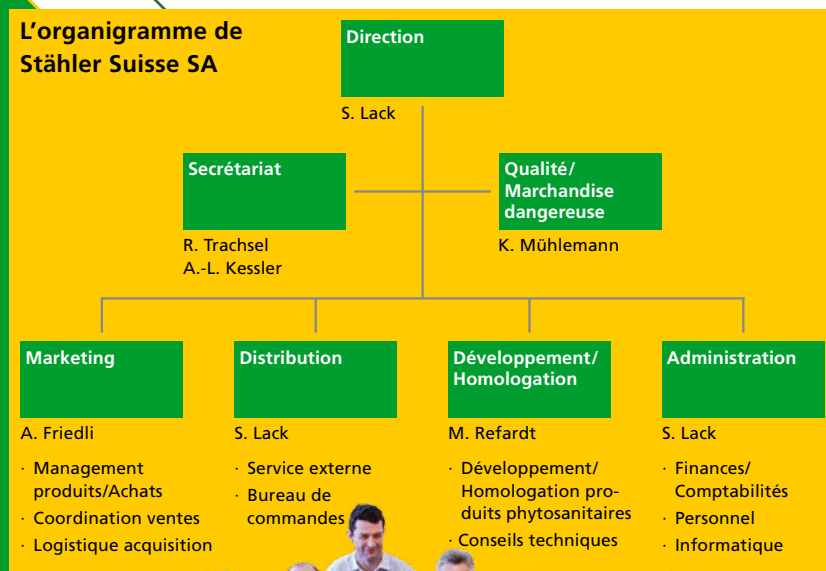 L’organigramme de
Stähler Suisse SA
Direction
S. Lack
Secrétariat
R. Trachsel
A.-L. Kessler
Qualité/
Marchandise
dangereuse
K. Mühlemann
Marketing
A. Friedli
· Management
produits/Achats
· Coordination ventes
· Logistique acquisition
Distribution
S. Lack
· Service externe
· Bureau de
commandes
Développement/
Homologation
M. Refardt
· Développement/
Homologation pro-
duits phytosanitaires
· Conseils techniques
Administration
S. Lack
· Finances/
Comptabilités
· Personnel
· Informatique